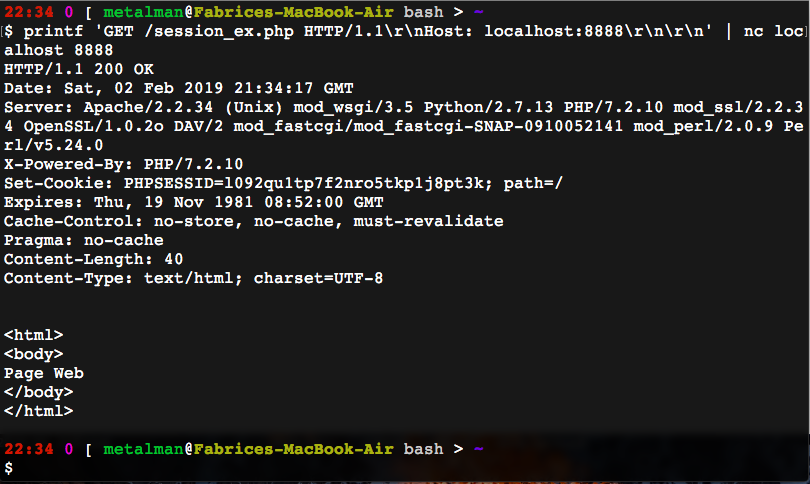 22:34 0 [ metalman@Fabrices-MacBook-Air bash > ~
$ printf 'GET /session_ex.php HTTP/1.1\r\nHost: localhost:8888\r\n\r\n' | nc loc
alhost 8888
HTTP/1.1 200 OK
Date: Sat, 02 Feb 2019 21:34:17 GMT
Server: Apache/2.2.34 (Unix) mod_wsgi/3.5 Python/2.7.13 PHP/7.2.10 mod_ssl/2.2.3
4 OpenSSL/1.0.2o DAV/2 mod_fastcgi/mod_fastcgi-SNAP-0910052141 mod_perl/2.0.9 Pe
rl/v5.24.0
X-Powered-By: PHP/7.2.10
Set-Cookie: PHPSESSID=l092qu1tp7f2nro5tkp1j8pt3k; path=/
Expires: Thu, 19 Nov 1981 08:52:00 GMT
Cache-Control: no-store, no-cache, must-revalidate
Pragma: no-cache
Content-Length: 40
Content-Type: text/html; charset=UTF-8
<html>
<body>
Page Web
</body>
</html>
22:34 0 [ metalman@Fabrices-MacBook-Air bash > ~
$